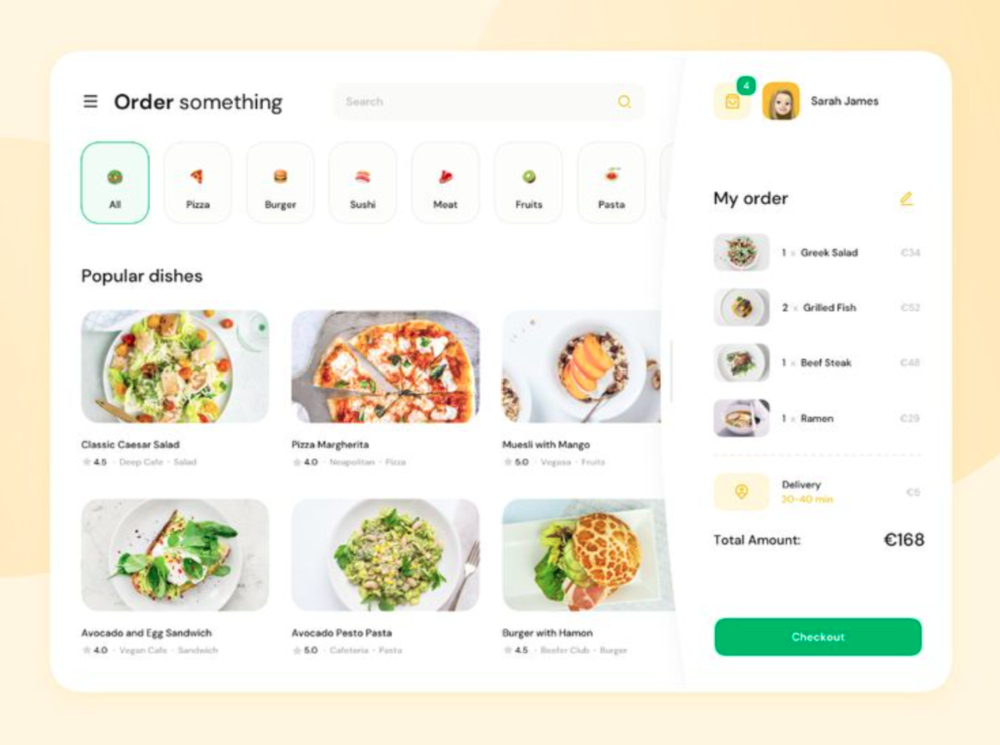 Order something
Search
All
Pizza
Burger
Sushi
Meat
Fruits
Pasta
Popular dishes
Classic Caesar Salad
4.5 · Deep Cafe · Salad
Pizza Margherita
4.0 · Neapolitan · Pizza
Muesli with Mango
5.0 · Vegasa · Fruits
Avocado and Egg Sandwich
4.0 · Vegan Cafe · Sandwich
Avocado Pesto Pasta
5.0 · Cafeteria · Pasta
Burger with Hamon
4.5 · Beefer Club · Burger
4
Sarah James
My order
1 x Greek Salad €34
2 x Grilled Fish €52
1 x Beef Steak €48
1 x Ramen €29
Delivery €5
30-40 min
Total Amount: €168
Checkout